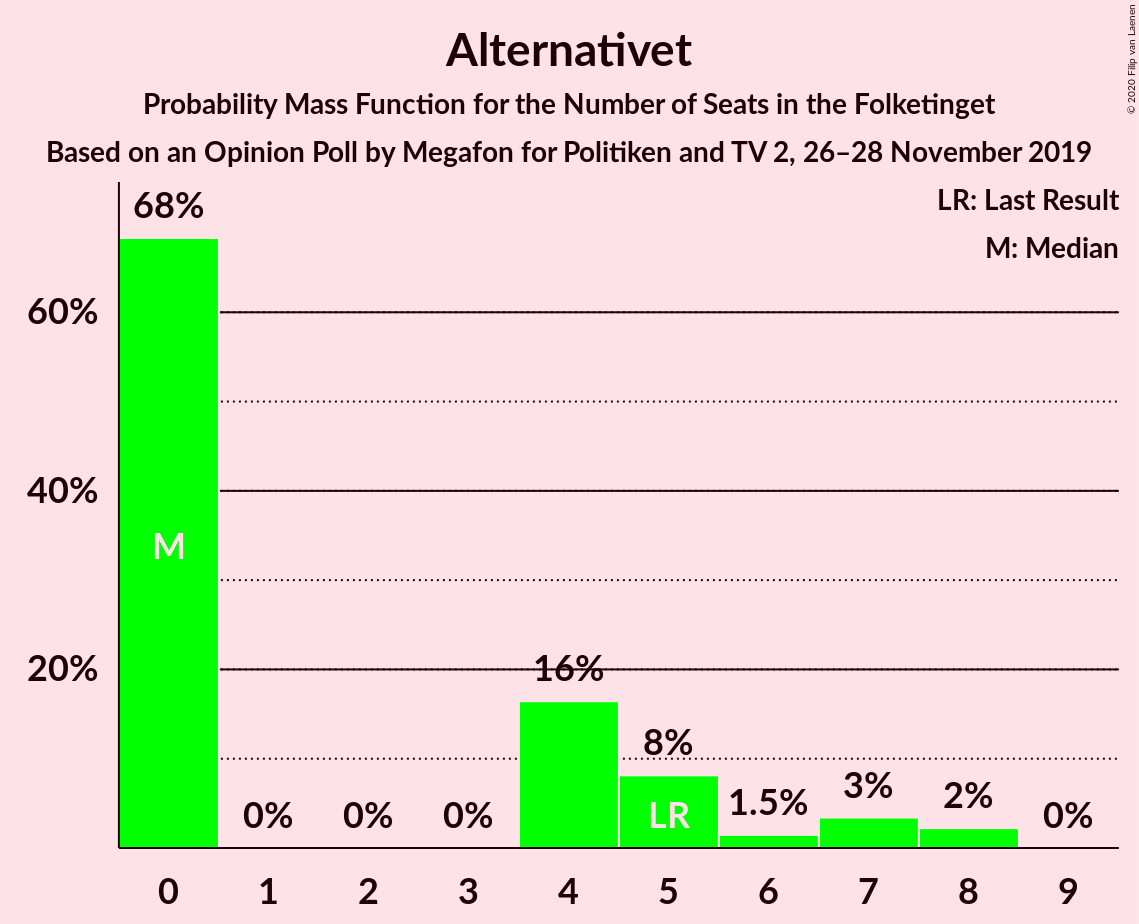 Alternativet
Probability Mass Function for the Number of Seats in the Folketinget
Based on an Opinion Poll by Megafon for Politiken and TV 2, 26–28 November 2019
© 2020 Filip van Laenen
LR: Last Result
M: Median
68%
60%
40%
M
20%
16%
8%
LR
1.5%
3%
2%
0%
0%
0%
0%
0 1 2 3 4 5 6 7 8 9